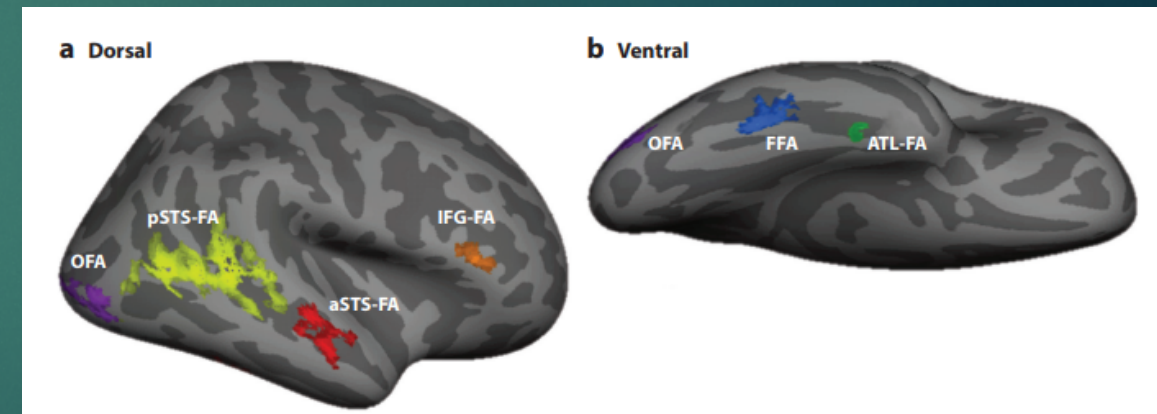 a Dorsal
pSTS-FA
IFG-FA
OFA
aSTS-FA
b Ventral
OFA
FFA
ATL-FA